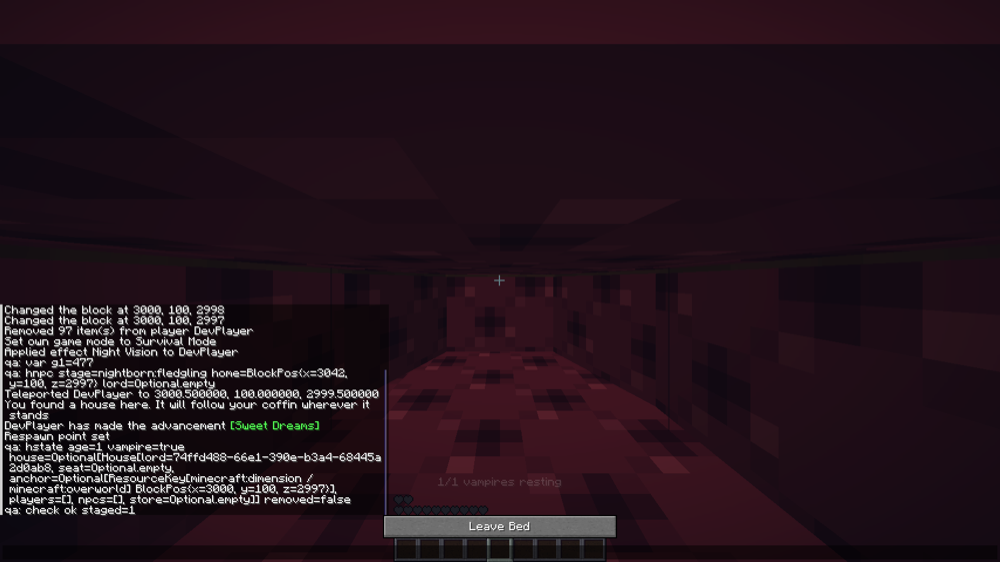 Changed the block at 3000, 100, 2998
Changed the block at 3000, 100, 2997
Removed 97 item(s) from player DevPlayer
Set own game mode to Survival Mode
Applied effect Night Vision to DevPlayer
qa: var g1=477
qa: hnpc stage=nightborn:fledgling home=BlockPos{x=3042,
y=100, z=2997} lord=Optional.empty
Teleported DevPlayer to 3000.500000, 100.000000, 2999.500000
You found a house here. It will follow your coffin wherever it
stands
DevPlayer has made the advancement [Sweet Dreams]
Respawn point set
qa: hstate age=1 vampire=true
house=Optional[House[lord=74ffd488-66e1-390e-b3a4-68445a
2d0ab8, seat=Optional.empty,
anchor=Optional[ResourceKey[minecraft:dimension /
minecraft:overworld] BlockPos{x=3000, y=100, z=2997}],
players=[], npcs=[], store=Optional.empty]] removed=false
qa: check ok staged=1
1/1 vampires resting
Leave Bed